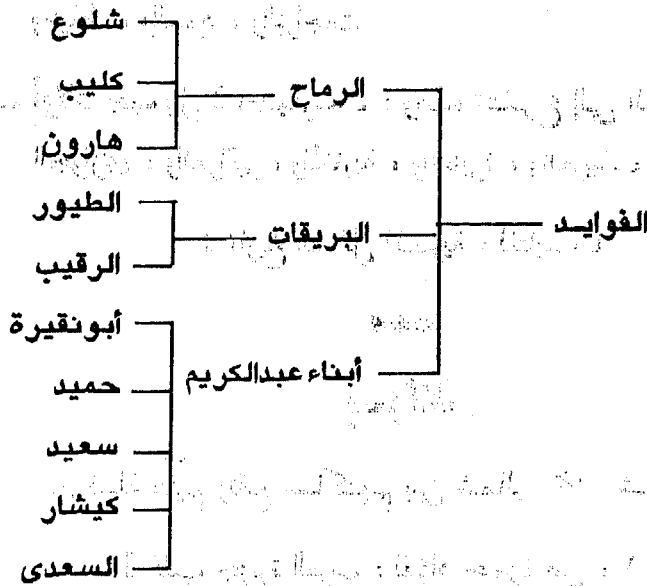 الفوايد
الرماح
شلوع
كليب
هارون
البريقات
الطيور
الرقيب
أبناء عبدالكريم
أبونقيرة
حميد
سعيد
كيشار
السعدى